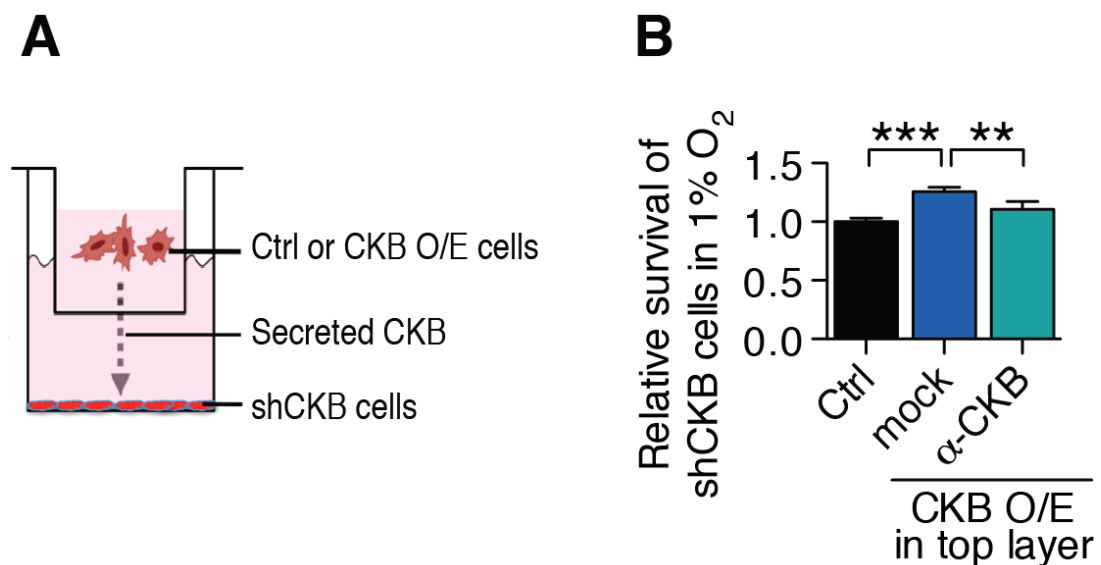 A
Ctrl or CKB O/E cells
Secreted CKB
shCKB cells
B
Relative survival of
shCKB cells in 1% O₂
*** **
1.5
1.0
0.5
0.0
Ctrl
mock
α-CKB
CKB O/E
in top layer